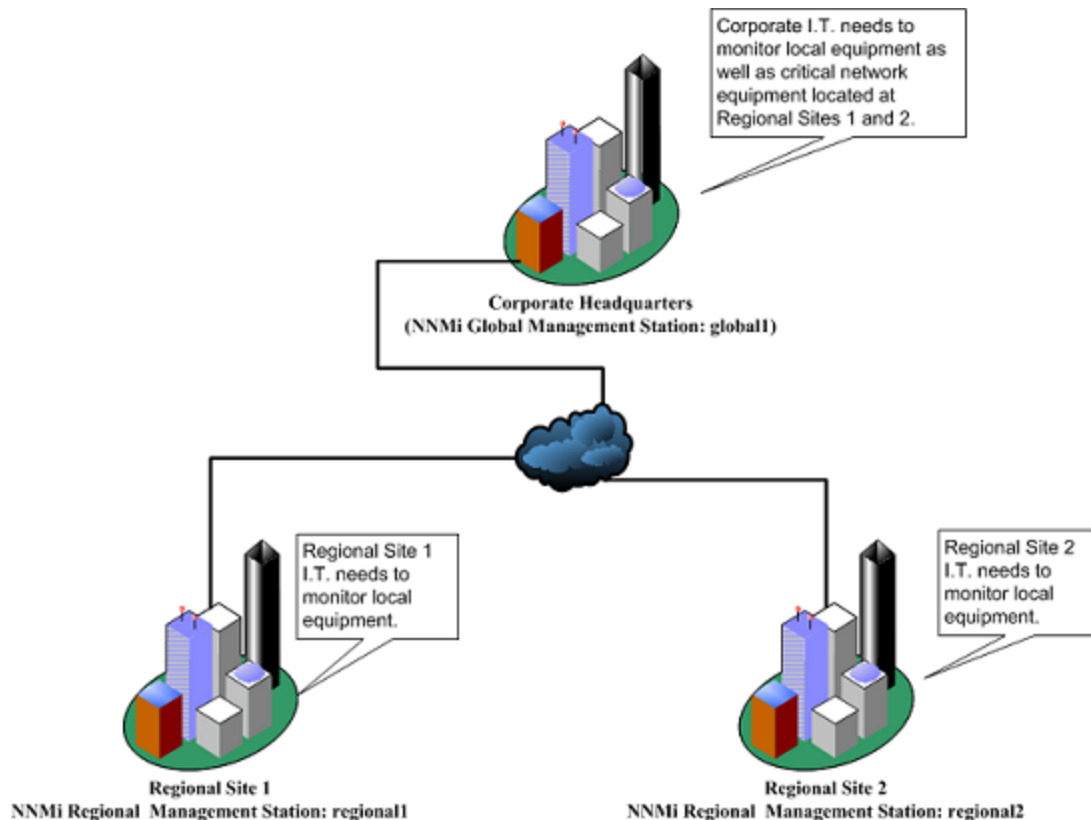 Corporate I.T. needs to
monitor local equipment as
well as critical network
equipment located at
Regional Sites 1 and 2.
Corporate Headquarters
(NNMi Global Management Station: global1)
Regional Site 1
I.T. needs to
monitor local
equipment.
Regional Site 2
I.T. needs to
monitor local
equipment.
Regional Site 1
NNMi Regional Management Station: regional1
Regional Site 2
NNMi Regional Management Station: regional2